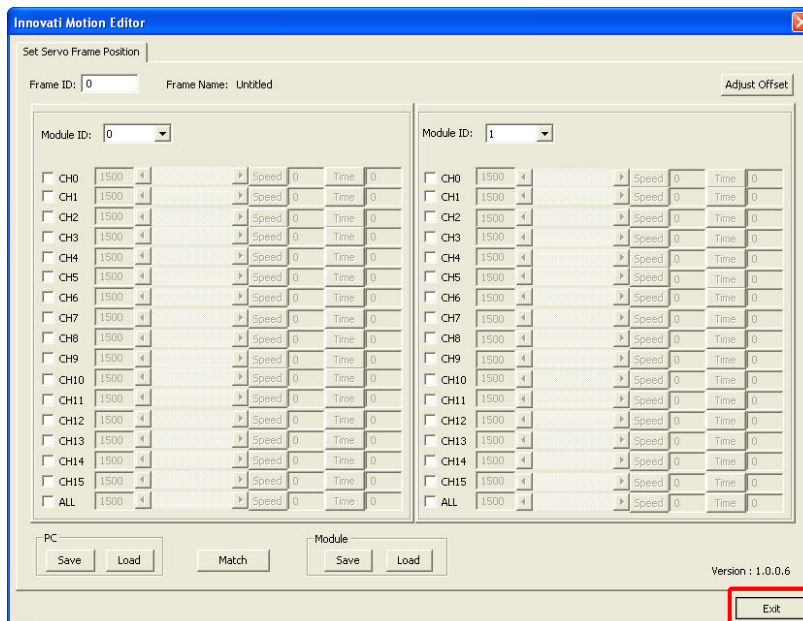 Innovati Motion Editor
Set Servo Frame Position
Frame ID: 0 Frame Name: Untitled Adjust Offset
Module ID: 0 Module ID: 1
CH0 1500 Speed 0 Time 0 CH0 1500 Speed 0 Time 0
CH1 1500 Speed 0 Time 0 CH1 1500 Speed 0 Time 0
CH2 1500 Speed 0 Time 0 CH2 1500 Speed 0 Time 0
CH3 1500 Speed 0 Time 0 CH3 1500 Speed 0 Time 0
CH4 1500 Speed 0 Time 0 CH4 1500 Speed 0 Time 0
CH5 1500 Speed 0 Time 0 CH5 1500 Speed 0 Time 0
CH6 1500 Speed 0 Time 0 CH6 1500 Speed 0 Time 0
CH7 1500 Speed 0 Time 0 CH7 1500 Speed 0 Time 0
CH8 1500 Speed 0 Time 0 CH8 1500 Speed 0 Time 0
CH9 1500 Speed 0 Time 0 CH9 1500 Speed 0 Time 0
CH10 1500 Speed 0 Time 0 CH10 1500 Speed 0 Time 0
CH11 1500 Speed 0 Time 0 CH11 1500 Speed 0 Time 0
CH12 1500 Speed 0 Time 0 CH12 1500 Speed 0 Time 0
CH13 1500 Speed 0 Time 0 CH13 1500 Speed 0 Time 0
CH14 1500 Speed 0 Time 0 CH14 1500 Speed 0 Time 0
CH15 1500 Speed 0 Time 0 CH15 1500 Speed 0 Time 0
ALL 1500 Speed 0 Time 0 ALL 1500 Speed 0 Time 0
PC Module
Save Load Match Save Load
Version : 1.0.0.6
Exit